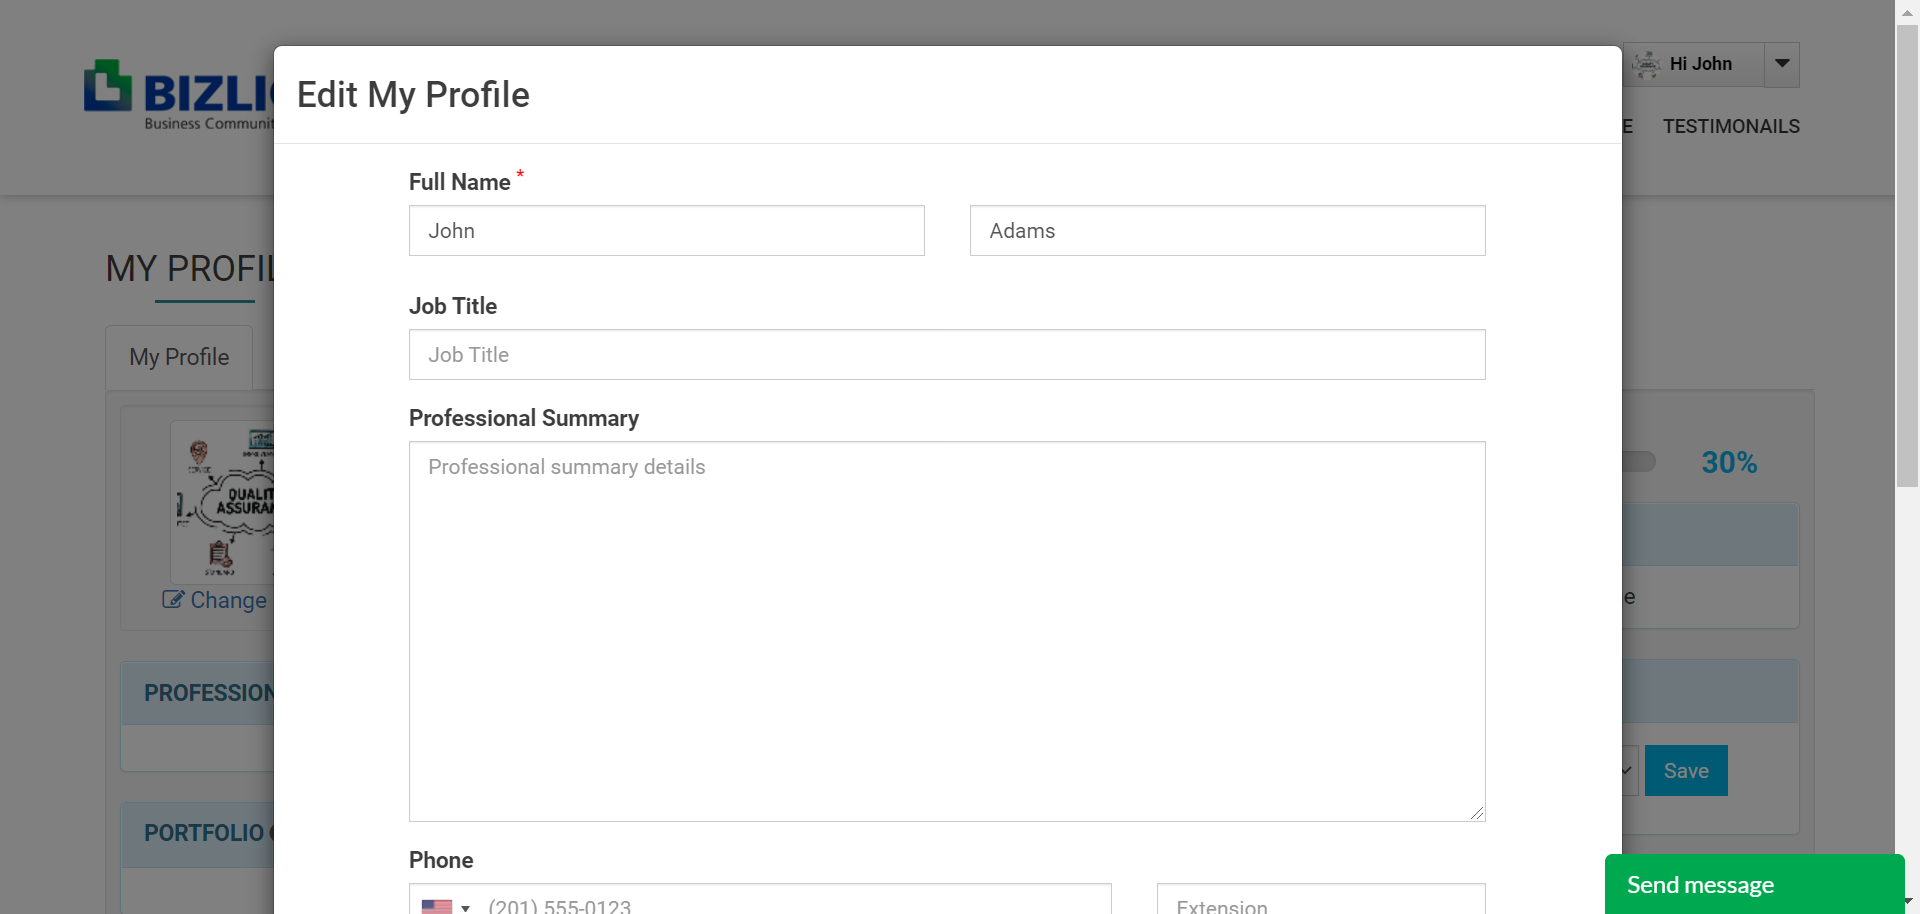 BIZLI
Business Communit
Hi John
E TESTIMONAILS
Edit My Profile
Full Name *
John Adams
MY PROFIL
Job Title
Job Title
My Profile
Professional Summary
Professional summary details
30%
QUALIT
ASSURAN
Change
e
PROFESSION
Save
PORTFOLIO
Phone
(201) 555-0123 Extension
Send message